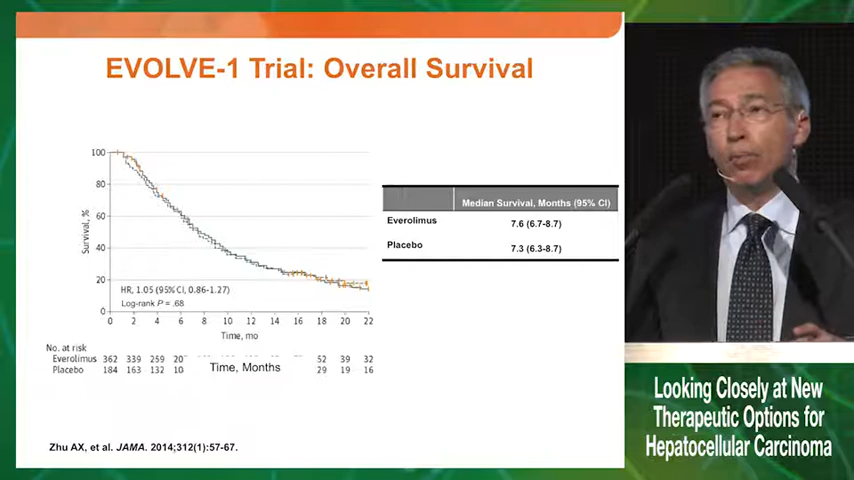 EVOLVE-1 Trial: Overall Survival
100
80
60
40
20
0
Survival, %
HR, 1.05 (95% CI, 0.86-1.27)
Log-rank P = .68
0 2 4 6 8 10 12 14 16 18 20 22
Time, mo
No. at risk
Everolimus 362 339 259 52 39 32
Placebo 184 163 132 29 19 16
Time, Months
Median Survival, Months (95% CI)
Everolimus 7.6 (6.7-8.7)
Placebo 7.3 (6.3-8.7)
Zhu AX, et al. JAMA. 2014;312(1):57-67.
Looking Closely at New
Therapeutic Options for
Hepatocellular Carcinoma